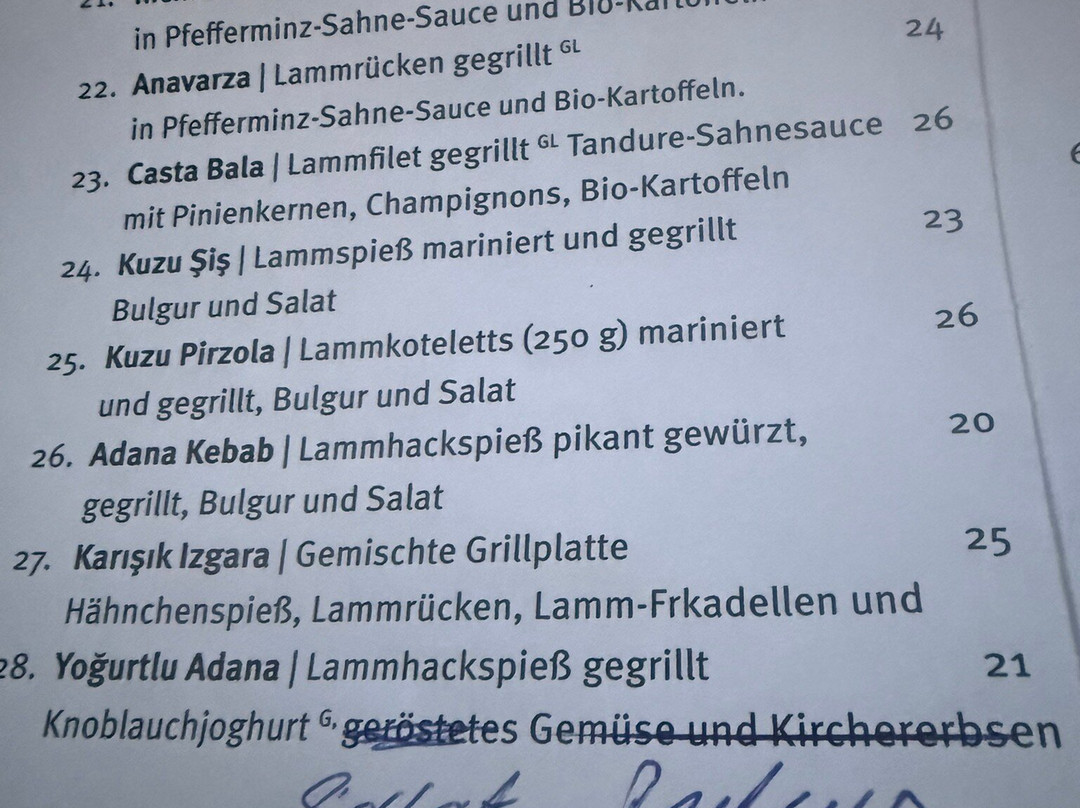 21.
in Pfefferminz-Sahne-Sauce und Bio-Kartoffeln
22. Anavarza | Lammrücken gegrillt GL 24
in Pfefferminz-Sahne-Sauce und Bio-Kartoffeln.
23. Casta Bala | Lammfilet gegrillt GL Tandure-Sahnesauce 26
mit Pinienkernen, Champignons, Bio-Kartoffeln
24. Kuzu Şiş | Lammspieß mariniert und gegrillt 23
Bulgur und Salat
25. Kuzu Pirzola | Lammkoteletts (250 g) mariniert 26
und gegrillt, Bulgur und Salat
26. Adana Kebab | Lammhackspieß pikant gewürzt, 20
gegrillt, Bulgur und Salat
27. Karışık Izgara | Gemischte Grillplatte 25
Hähnchenspieß, Lammrücken, Lamm-Frkadellen und
28. Yoğurtlu Adana | Lammhackspieß gegrillt 21
Knoblauchjoghurt G, geröstetes Gemüse und Kirchererbsen